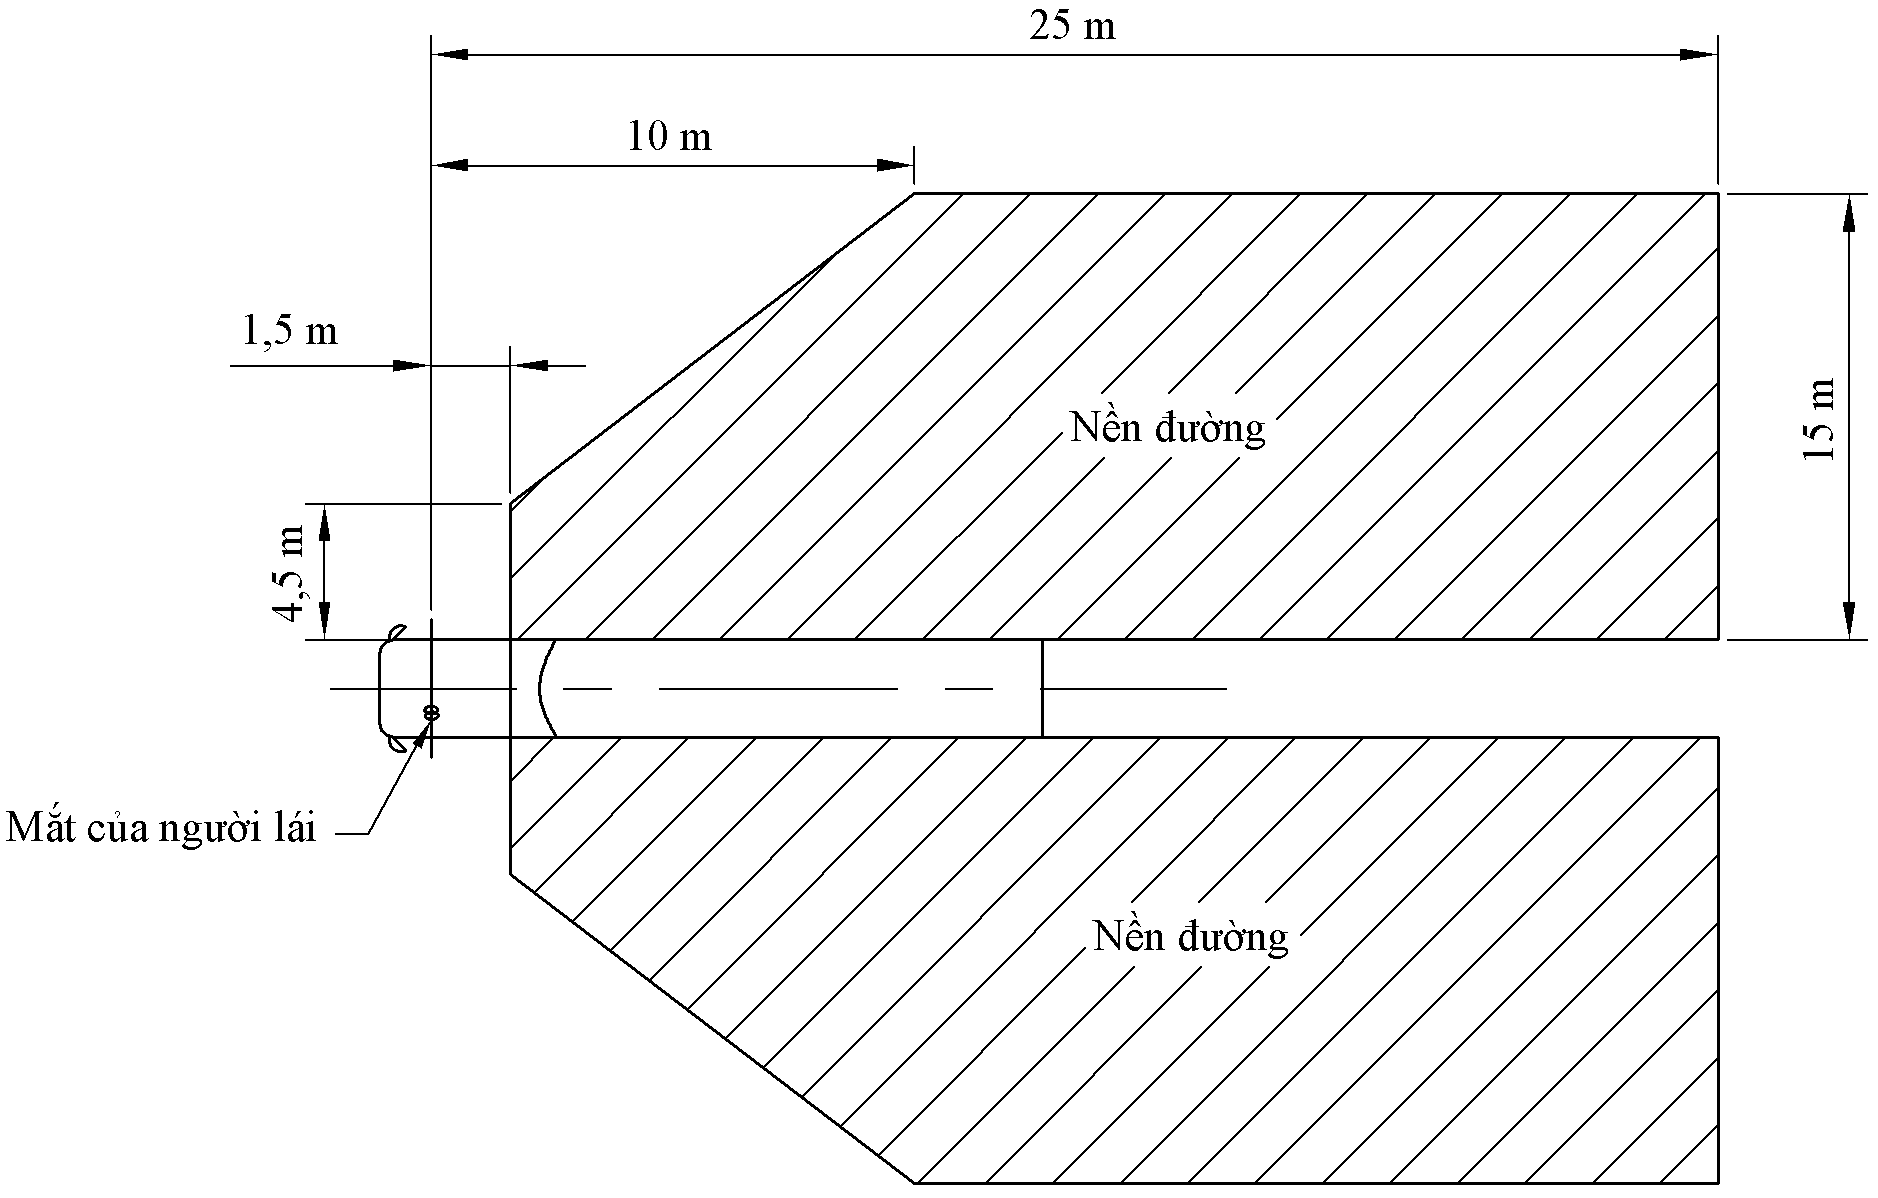 25 m
10 m
1,5 m
Nền đường
15 m
4,5 m
Mắt của người lái
Nền đường